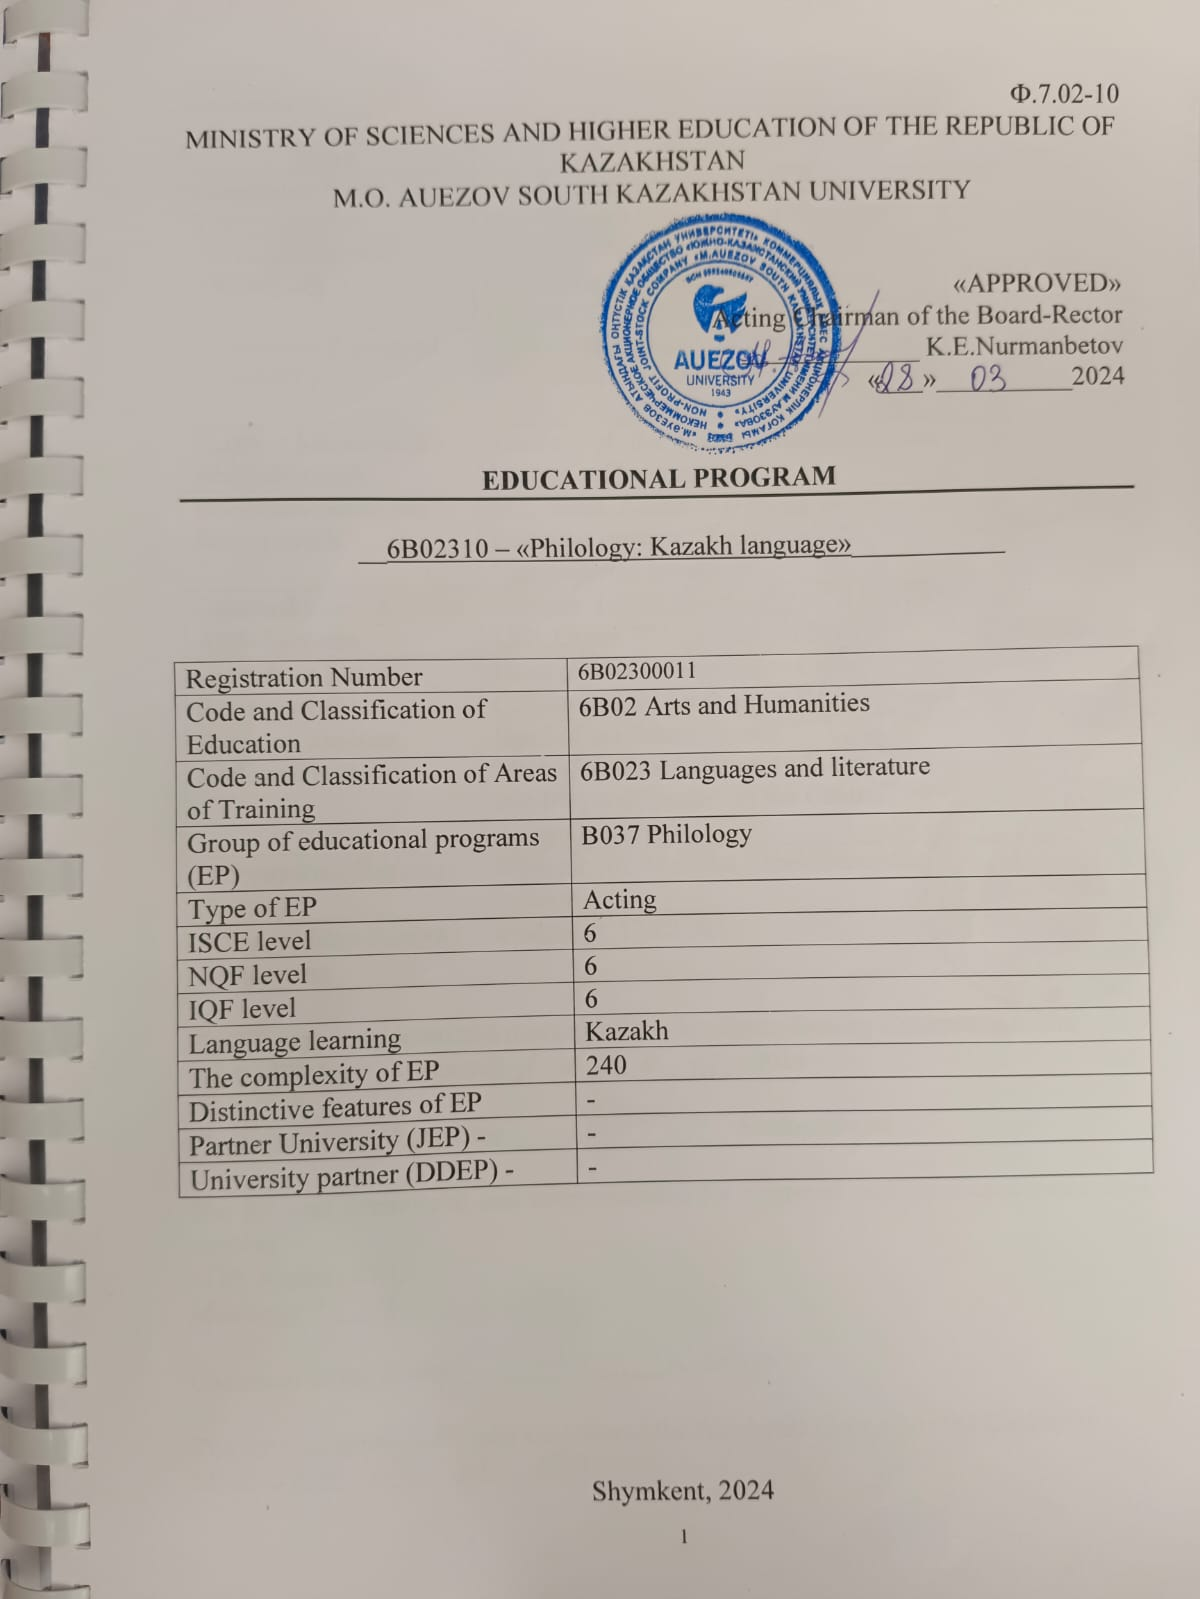 Ф.7.02-10
MINISTRY OF SCIENCES AND HIGHER EDUCATION OF THE REPUBLIC OF
KAZAKHSTAN
M.O. AUEZOV SOUTH KAZAKHSTAN UNIVERSITY
«APPROVED»
Acting Chairman of the Board-Rector
K.E.Nurmanbetov
«28» 03 2024
AUEZOV
UNIVERSITY
1943
EDUCATIONAL PROGRAM
6B02310 – «Philology: Kazakh language»
Registration Number 6B02300011
Code and Classification of 6B02 Arts and Humanities
Education
Code and Classification of Areas 6B023 Languages and literature
of Training
Group of educational programs B037 Philology
(EP)
Type of EP Acting
ISCE level 6
NQF level 6
IQF level 6
Language learning Kazakh
The complexity of EP 240
Distinctive features of EP -
Partner University (JEP) - -
University partner (DDEP) - -
Shymkent, 2024
1